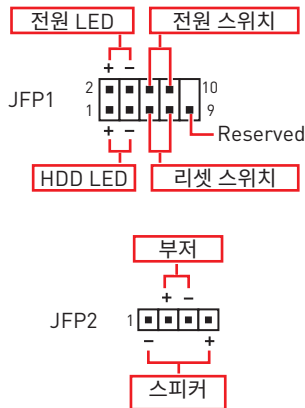 전원 LED 전원 스위치
+ −
2 10
JFP1
1 9
+ − Reserved
HDD LED 리셋 스위치
부저
+ −
JFP2 1
− +
스피커